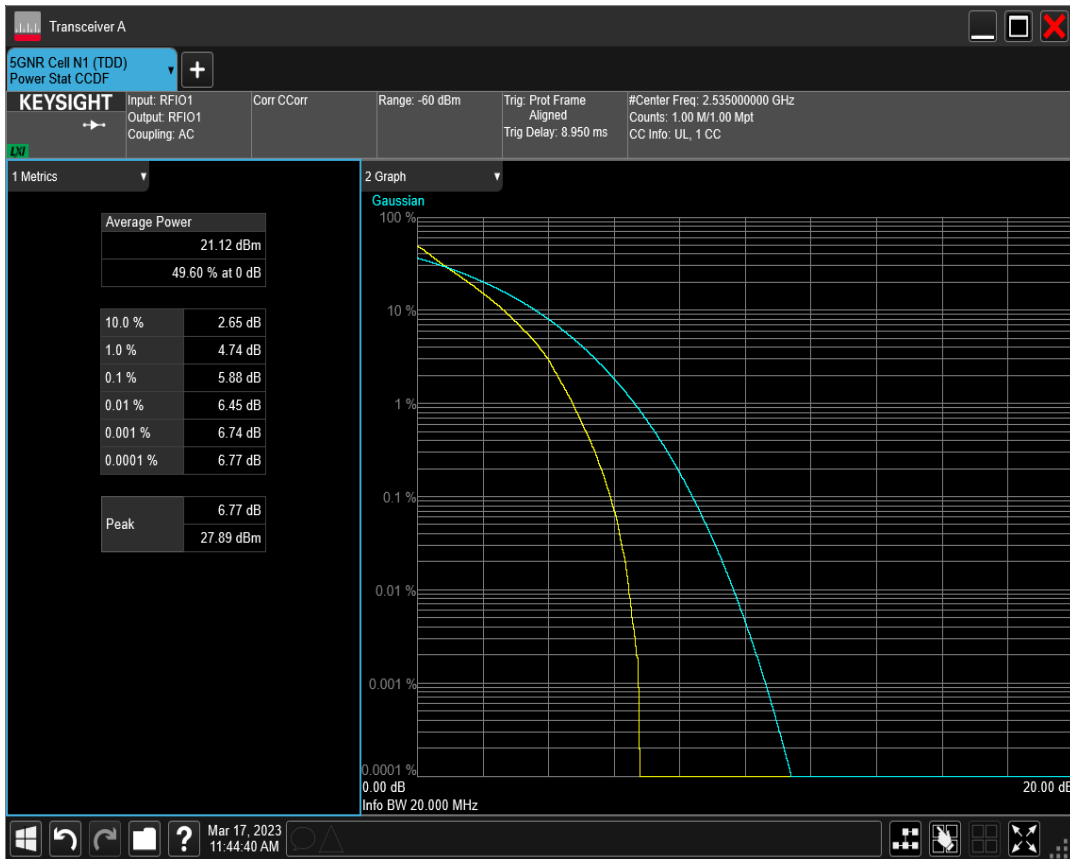 Transceiver A
5GNR Cell N1 (TDD)
Power Stat CCDF
+
KEYSIGHT
LXI
Input: RFIO1
Output: RFIO1
Coupling: AC
Corr CCorr
Range: -60 dBm
Trig: Prot Frame
Aligned
Trig Delay: 8.950 ms
#Center Freq: 2.535000000 GHz
Counts: 1.00 M/1.00 Mpt
CC Info: UL, 1 CC
1 Metrics
Average Power
21.12 dBm
49.60 % at 0 dB
10.0 % 2.65 dB
1.0 % 4.74 dB
0.1 % 5.88 dB
0.01 % 6.45 dB
0.001 % 6.74 dB
0.0001 % 6.77 dB
Peak 6.77 dB
27.89 dBm
2 Graph
Gaussian
100 %
10 %
1 %
0.1 %
0.01 %
0.001 %
0.0001 %
0.00 dB 20.00 dB
Info BW 20.000 MHz
?
Mar 17, 2023
11:44:40 AM